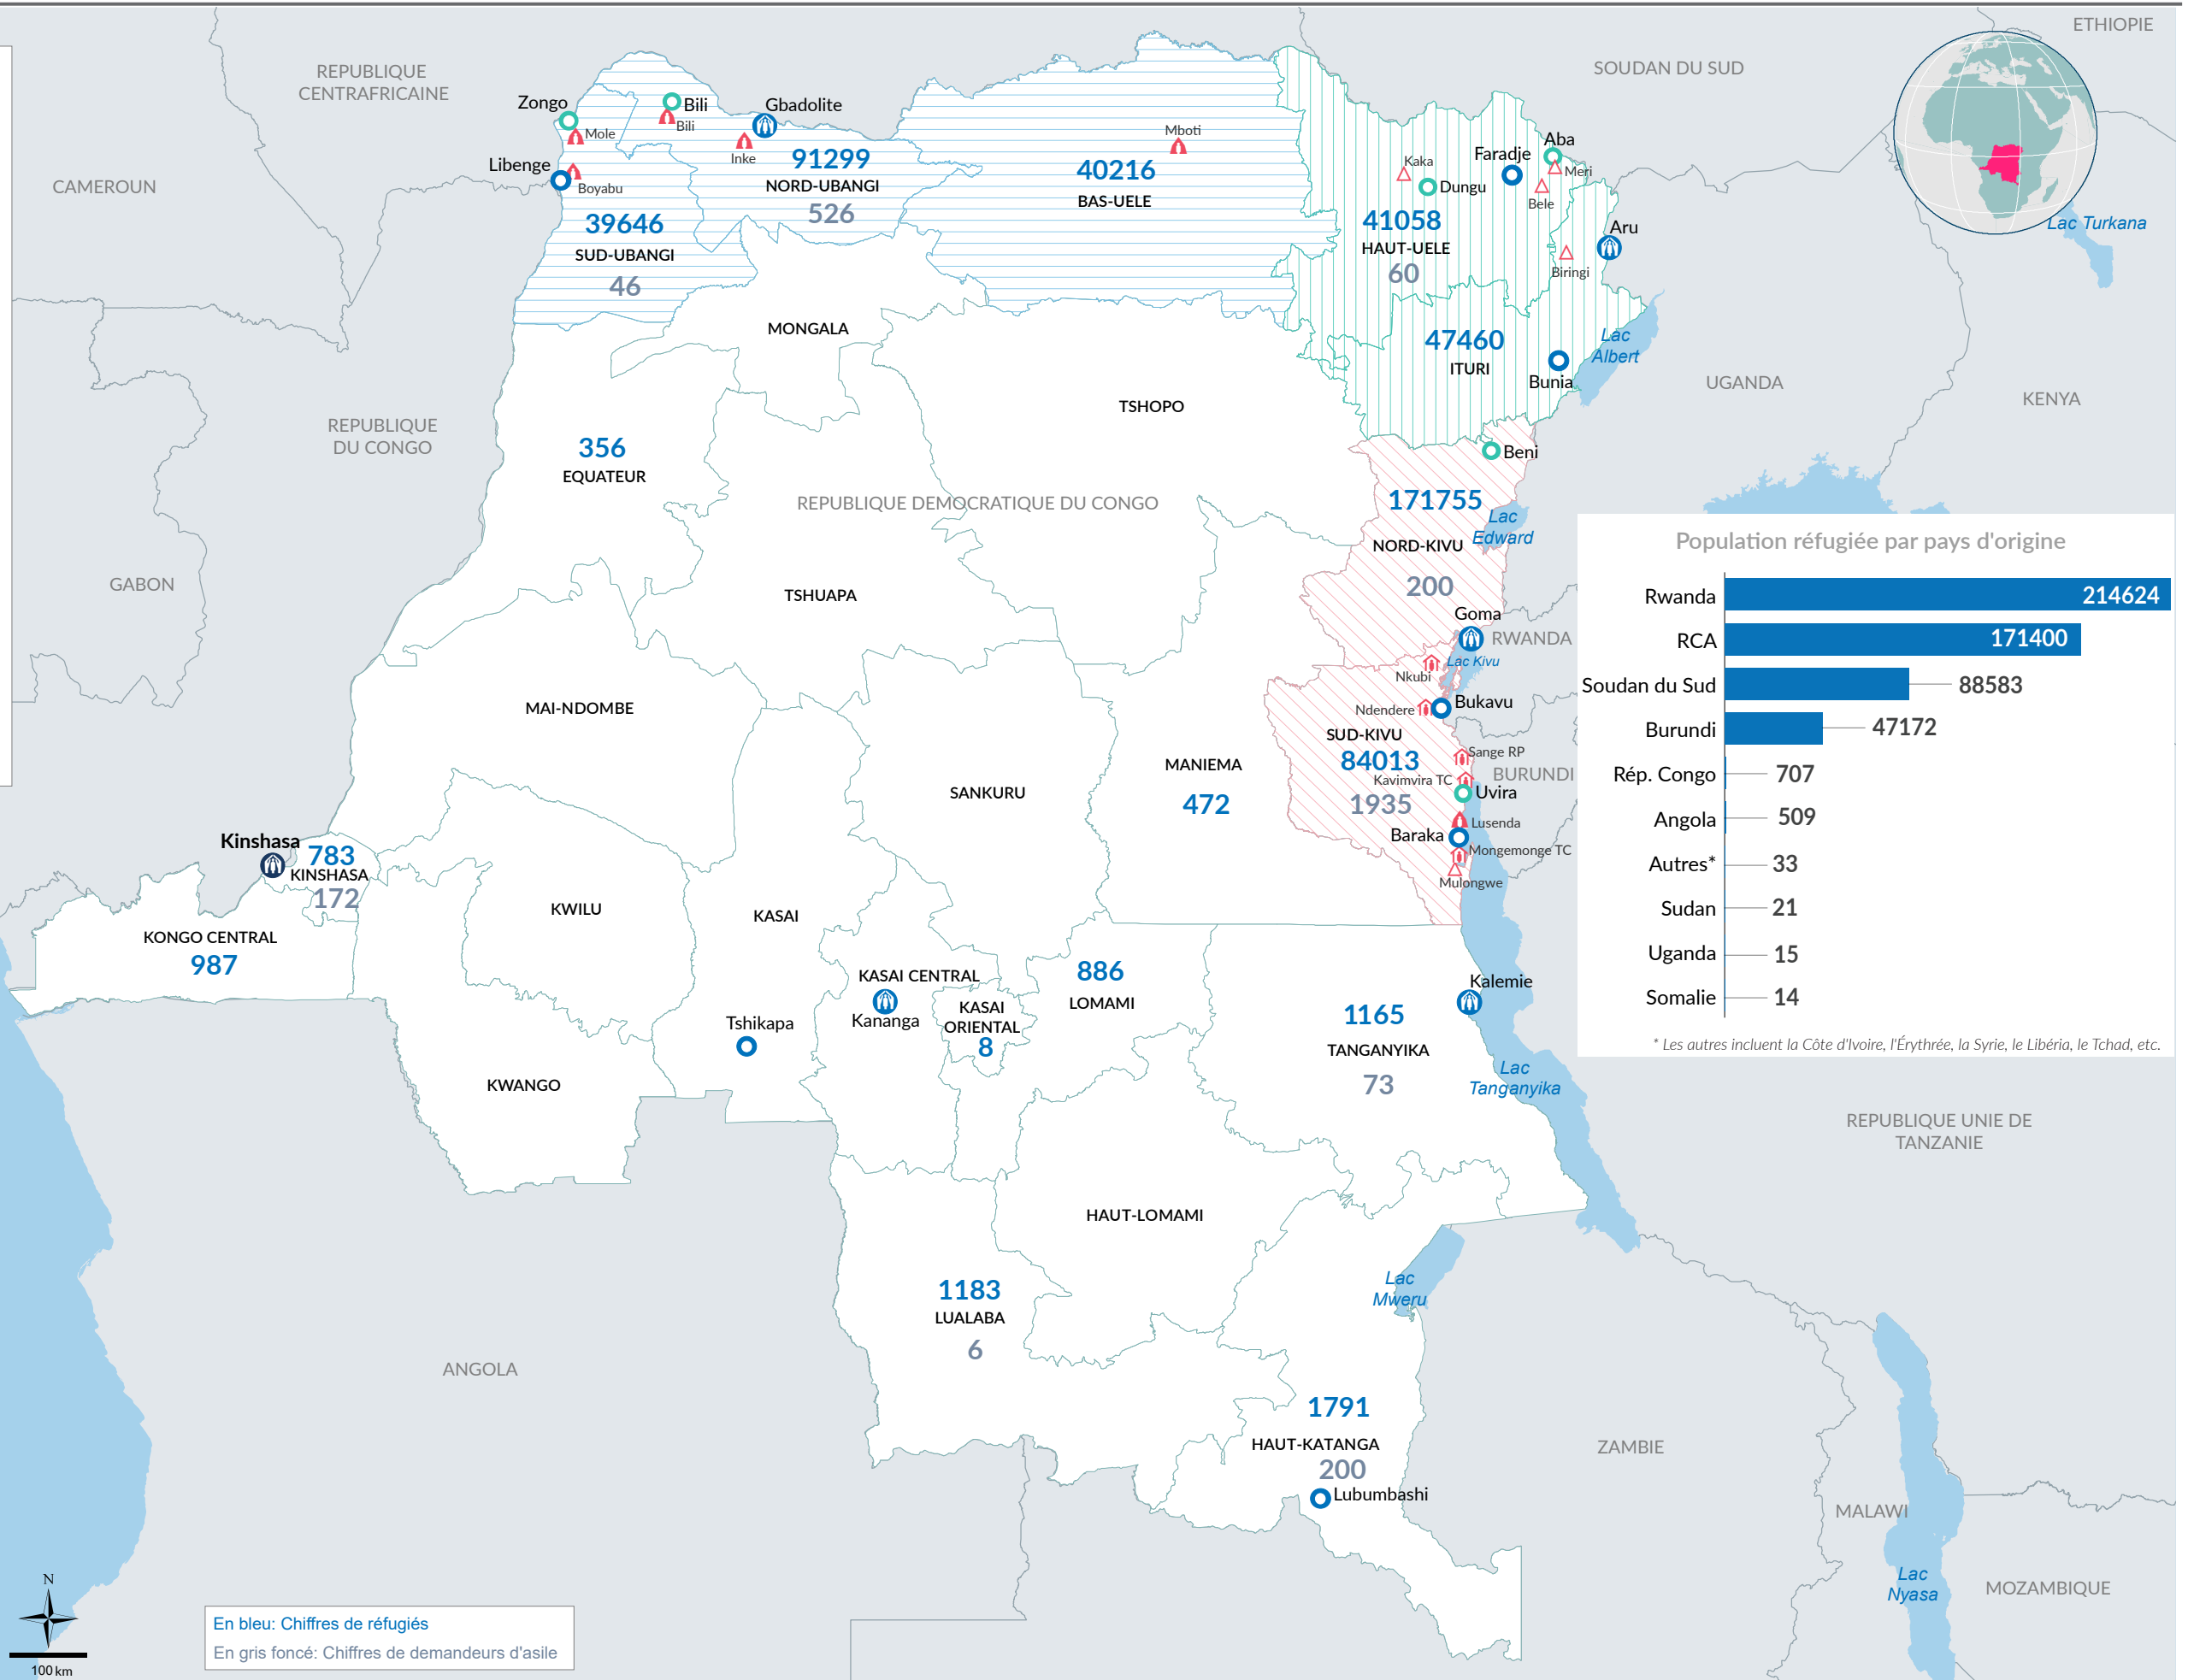 ETHIOPIE
SOUDAN DU SUD
REPUBLIQUE
CENTRAFRICAINE
Zongo
Bili
Gbadolite
Mole
Bili
Inke
Mboti
Libenge
Boyabu
91299
NORD-UBANGI
526
40216
BAS-UELE
39646
SUD-UBANGI
46
CAMEROUN
Kaka
Dungu
Faradje
Aba
Meri
Bele
Aru
Biringi
41058
HAUT-UELE
60
Lac Turkana
MONGALA
47460
ITURI
Bunia
Lac
Albert
UGANDA
KENYA
TSHOPO
REPUBLIQUE
DU CONGO
356
EQUATEUR
Beni
REPUBLIQUE DEMOCRATIQUE DU CONGO
171755
NORD-KIVU
200
Lac
Edward
GABON
TSHUAPA
Goma
RWANDA
Lac Kivu
Nkubi
Ndendere
Bukavu
MAI-NDOMBE
SUD-KIVU
84013
1935
Sange RP
Kavimvira TC
BURUNDI
Uvira
Lusenda
Baraka
Mongemonge TC
Mulongwe
SANKURU
MANIEMA
472
Population réfugiée par pays d'origine
Rwanda 214624
RCA 171400
Soudan du Sud 88583
Burundi 47172
Rép. Congo 707
Angola 509
Autres* 33
Sudan 21
Uganda 15
Somalie 14
* Les autres incluent la Côte d'Ivoire, l'Érythrée, la Syrie, le Libéria, le Tchad, etc.
Kinshasa
783
KINSHASA
172
KONGO CENTRAL
987
KWILU
KASAI
KASAI CENTRAL
Kananga
KASAI
ORIENTAL
8
886
LOMAMI
Tshikapa
KWANGO
1165
TANGANYIKA
73
Kalemie
Lac
Tanganyika
REPUBLIQUE UNIE DE
TANZANIE
HAUT-LOMAMI
1183
LUALABA
6
Lac
Mweru
ANGOLA
1791
HAUT-KATANGA
200
Lubumbashi
ZAMBIE
MALAWI
Lac
Nyasa
MOZAMBIQUE
N
100 km
En bleu: Chiffres de réfugiés
En gris foncé: Chiffres de demandeurs d'asile